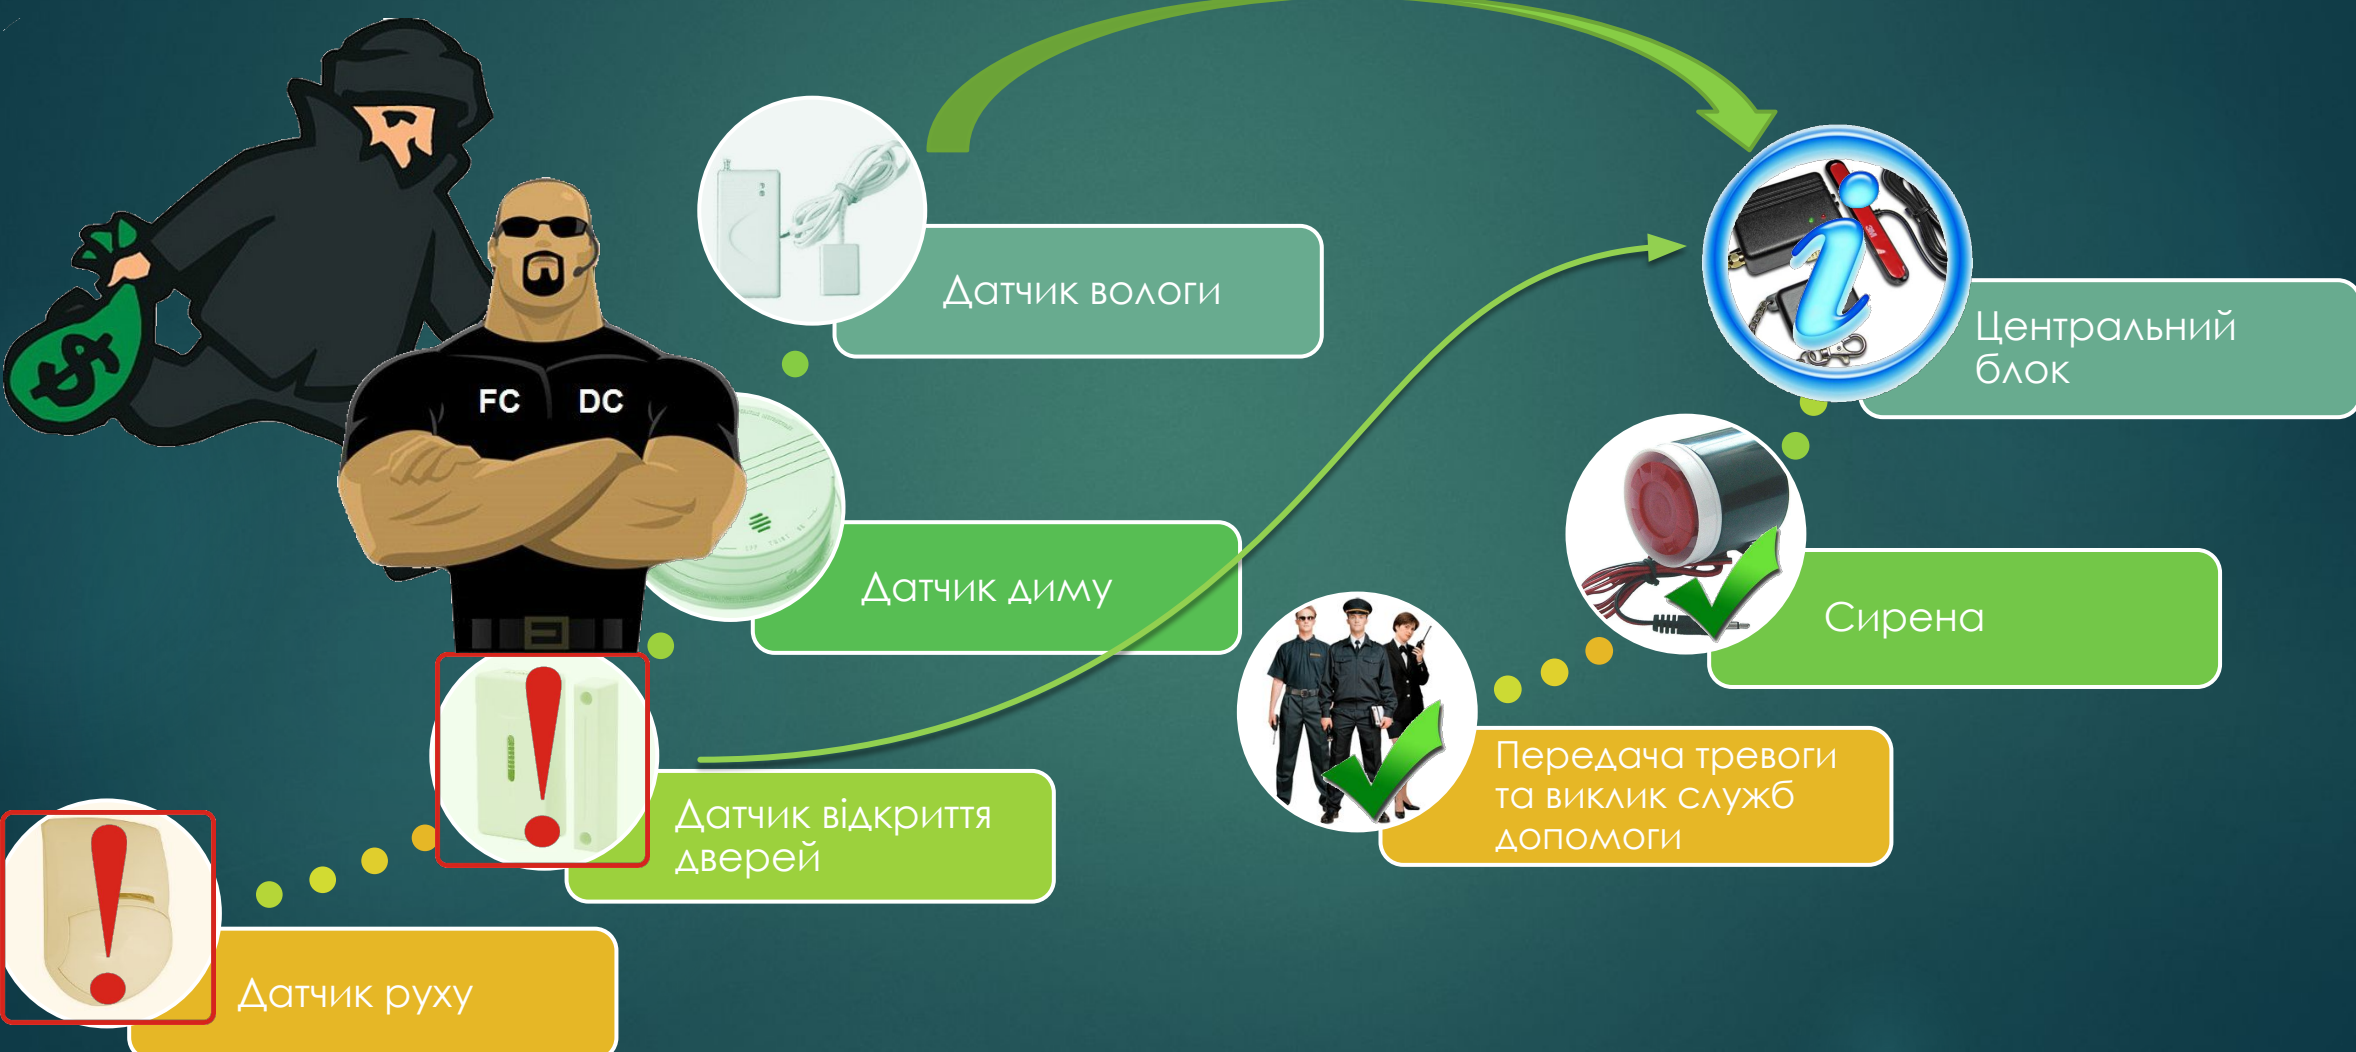 Датчик вологи
Центральний
блок
FC DC
Датчик диму
Сирена
Передача тревоги
та виклик служб
допомоги
Датчик відкриття
дверей
Датчик руху